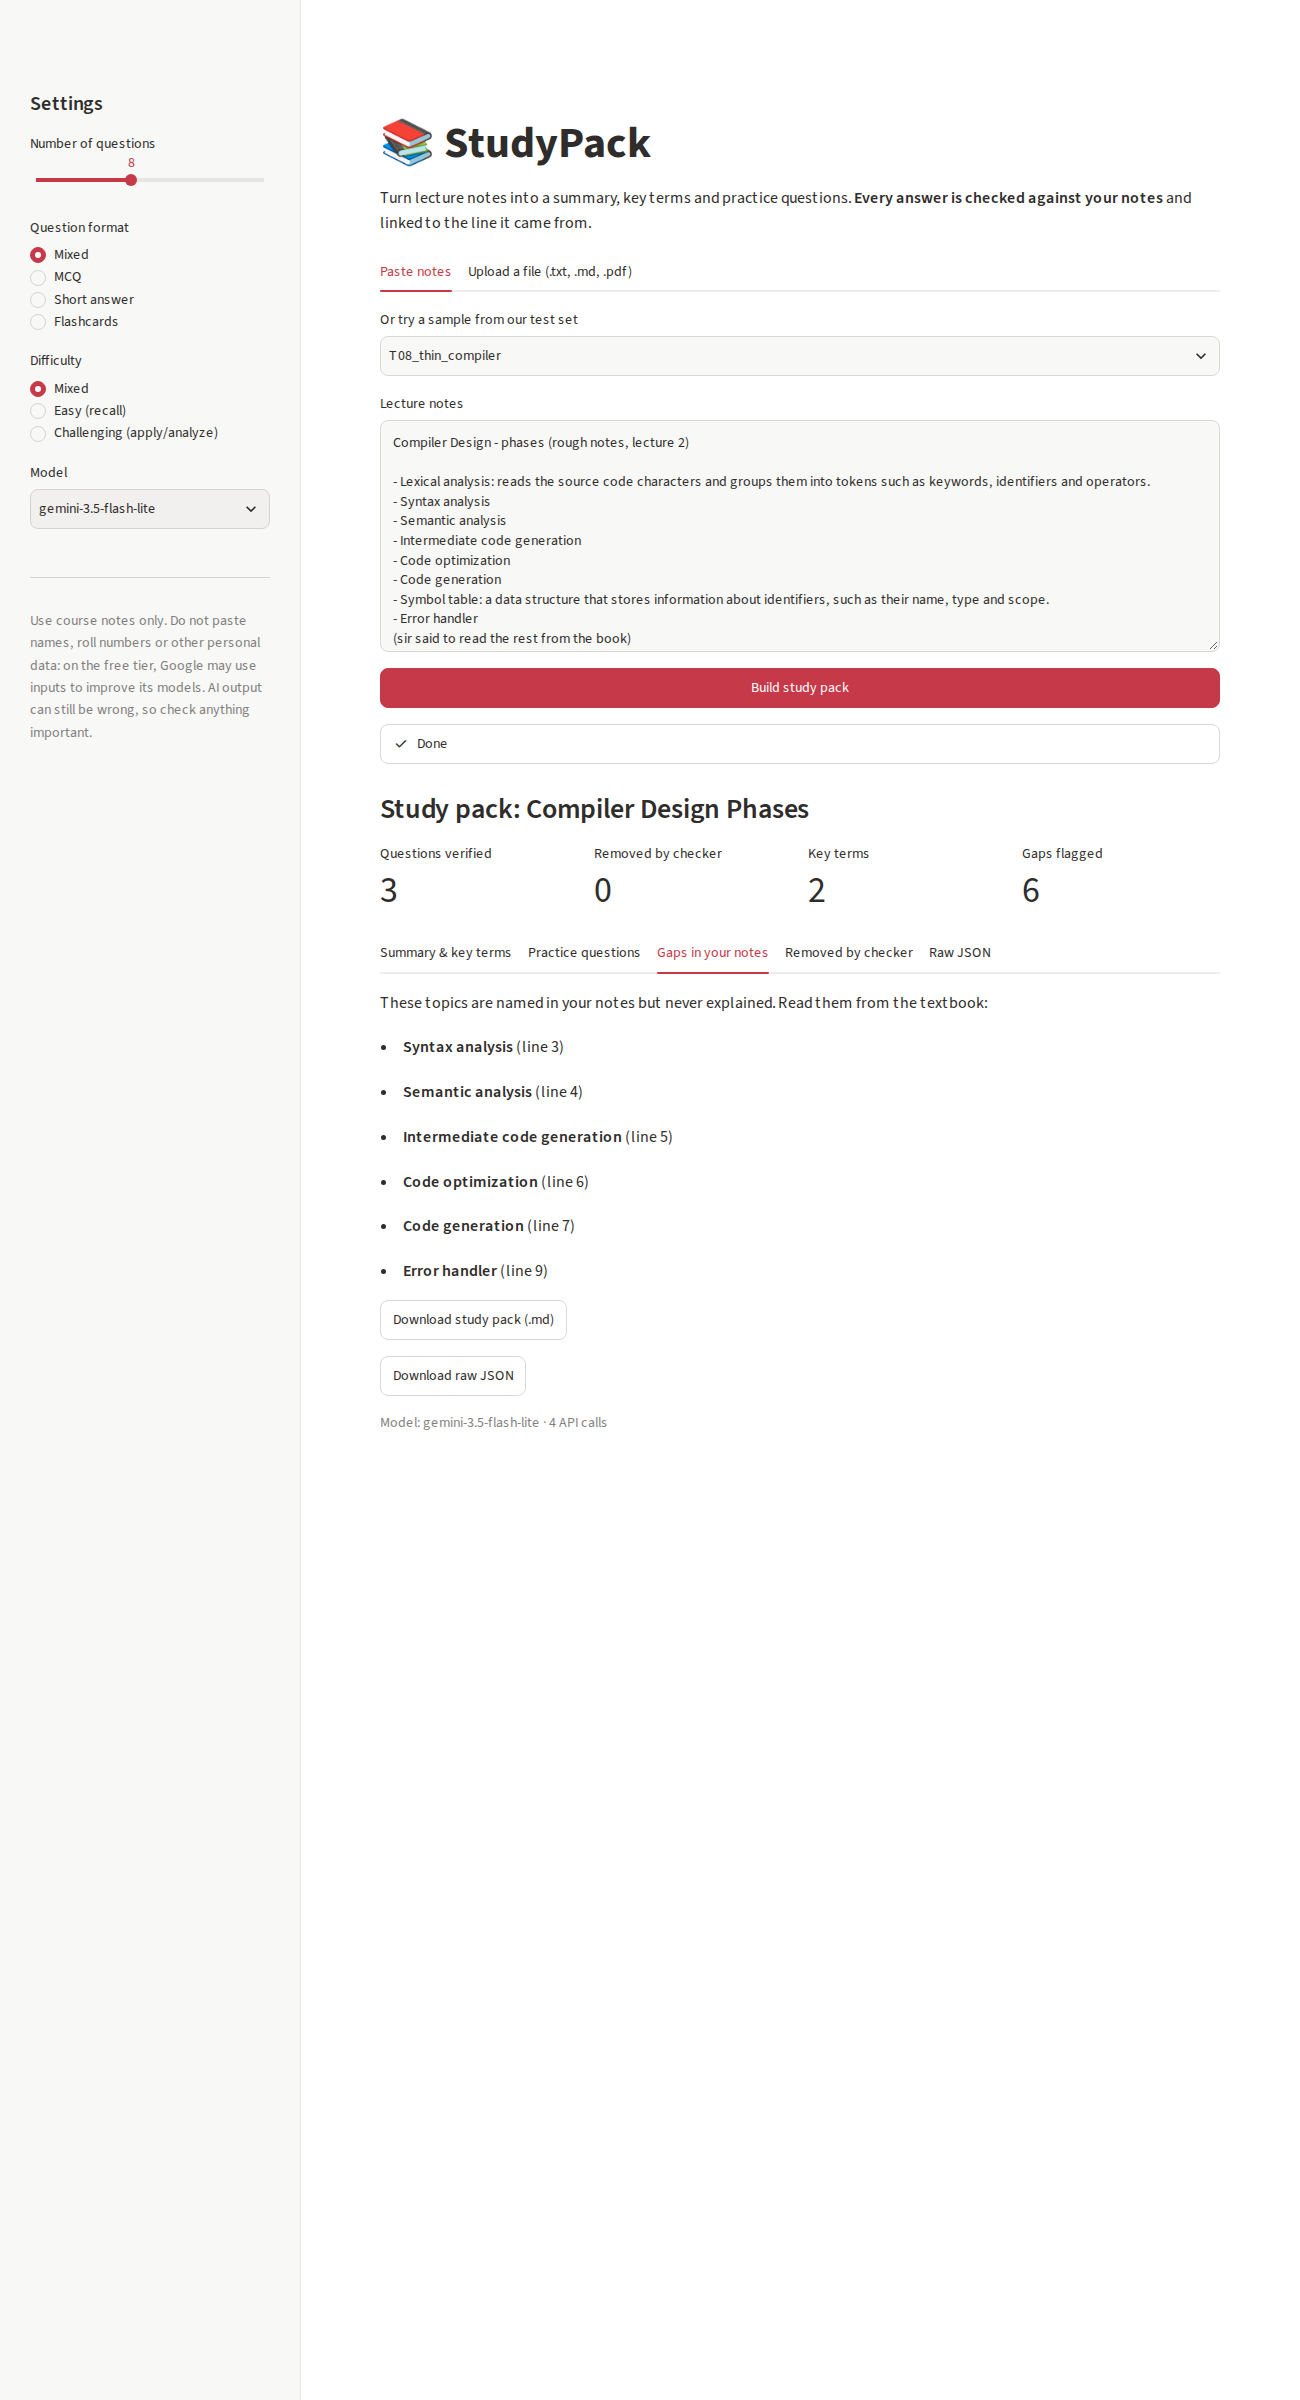 Settings
Number of questions
8
Question format
Mixed
MCQ
Short answer
Flashcards
Difficulty
Mixed
Easy (recall)
Challenging (apply/analyze)
Model
gemini-3.5-flash-lite
Use course notes only. Do not paste
names, roll numbers or other personal
data: on the free tier, Google may use
inputs to improve its models. AI output
can still be wrong, so check anything
important.
📚 StudyPack
Turn lecture notes into a summary, key terms and practice questions. Every answer is checked against your notes and
linked to the line it came from.
Paste notes
Upload a file (.txt, .md, .pdf)
Or try a sample from our test set
T08_thin_compiler
Lecture notes
Compiler Design - phases (rough notes, lecture 2)
- Lexical analysis: reads the source code characters and groups them into tokens such as keywords, identifiers and operators.
- Syntax analysis
- Semantic analysis
- Intermediate code generation
- Code optimization
- Code generation
- Symbol table: a data structure that stores information about identifiers, such as their name, type and scope.
- Error handler
(sir said to read the rest from the book)
Build study pack
Done
Study pack: Compiler Design Phases
Questions verified
Removed by checker
Key terms
Gaps flagged
3
0
2
6
Summary & key terms
Practice questions
Gaps in your notes
Removed by checker
Raw JSON
These topics are named in your notes but never explained. Read them from the textbook:
• Syntax analysis (line 3)
• Semantic analysis (line 4)
• Intermediate code generation (line 5)
• Code optimization (line 6)
• Code generation (line 7)
• Error handler (line 9)
Download study pack (.md)
Download raw JSON
Model: gemini-3.5-flash-lite · 4 API calls